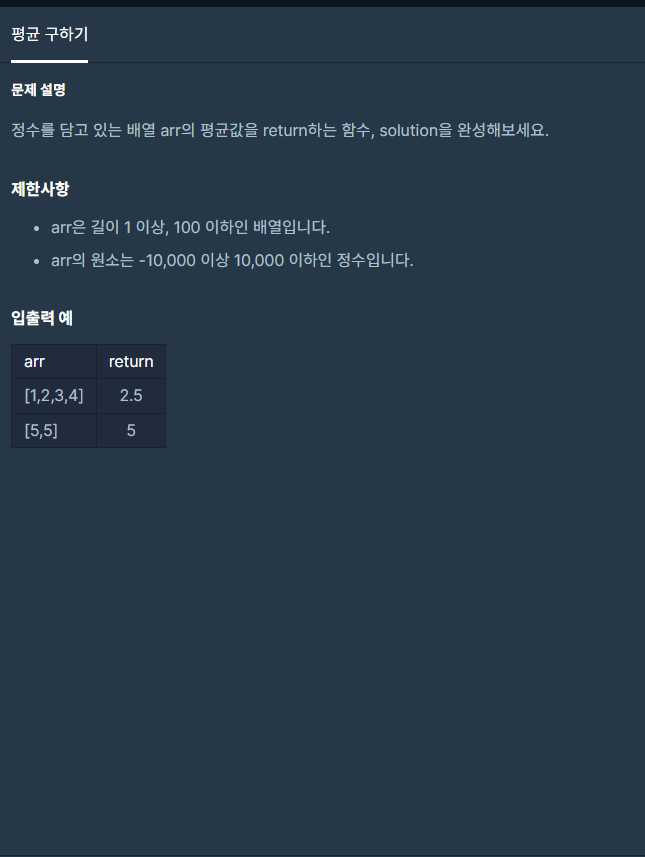 평균 구하기
문제 설명
정수를 담고 있는 배열 arr의 평균값을 return하는 함수, solution을 완성해보세요.
제한사항
• arr은 길이 1 이상, 100 이하인 배열입니다.
• arr의 원소는 -10,000 이상 10,000 이하인 정수입니다.
입출력 예
arr return
[1,2,3,4] 2.5
[5,5] 5